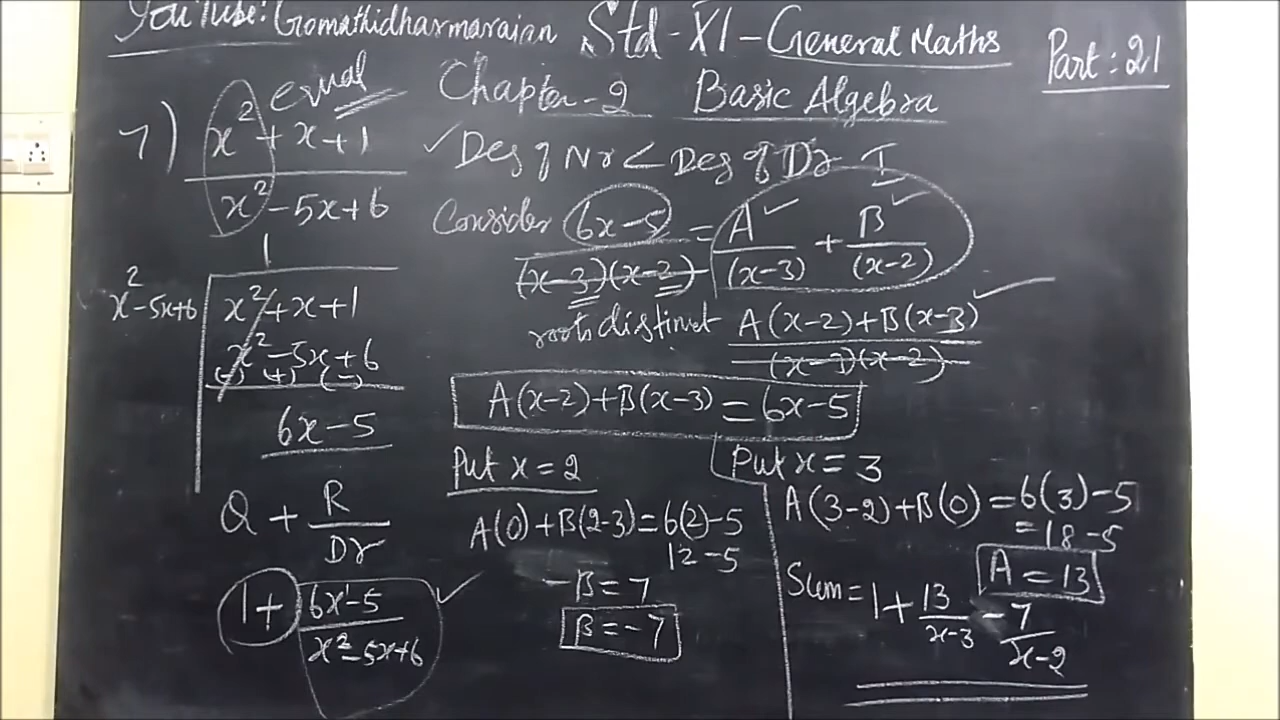 YouTube: Gomathidharmaraian Std-XI-General Maths Part: 21
Chapter-2 Basic Algebra
7) x² + x + 1 equal
x² - 5x + 6
1
x² - 5x + 6 x² + x + 1
x² - 5x + 6
(-) (+) (-)
6x - 5
Q + R
Dr
1 + 6x - 5
x² - 5x + 6
✓ Deg of Nr < Deg of Dr - I
Consider 6x - 5 = A ✓ + B ✓
(x-3)(x-2) (x-3) (x-2)
roots distinct A(x-2) + B(x-3)
(x-3)(x-2)
A(x-2) + B(x-3) = 6x - 5
Put x = 2
A(0) + B(2-3) = 6(2) - 5
12 - 5
- B = 7
B = - 7
Put x = 3
A(3-2) + B(0) = 6(3) - 5
= 18 - 5
A = 13
Sum = 1 + 13 - 7
x-3 x-2